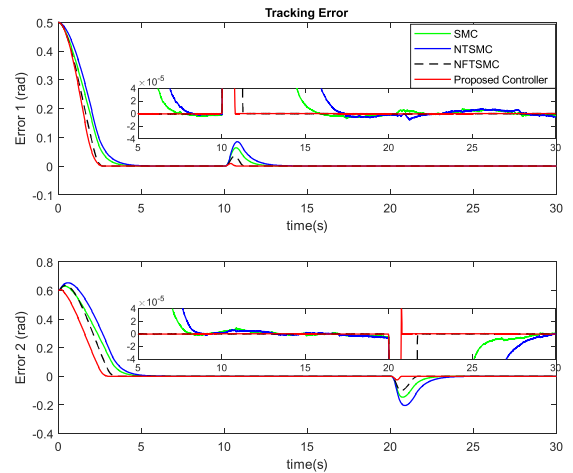 Tracking Error
SMC
NTSMC
NFTSMC
Proposed Controller
Error 1 (rad)
0.5
0.4
0.3
0.2
0.1
0
-0.1
4
2
0
-2
-4
×10^-5
5 10 15 20 25 30
0 5 10 15 20 25 30
time(s)
Error 2 (rad)
0.8
0.6
0.4
0.2
0
-0.2
-0.4
4
2
0
-2
-4
×10^-5
5 10 15 20 25 30
0 5 10 15 20 25 30
time(s)